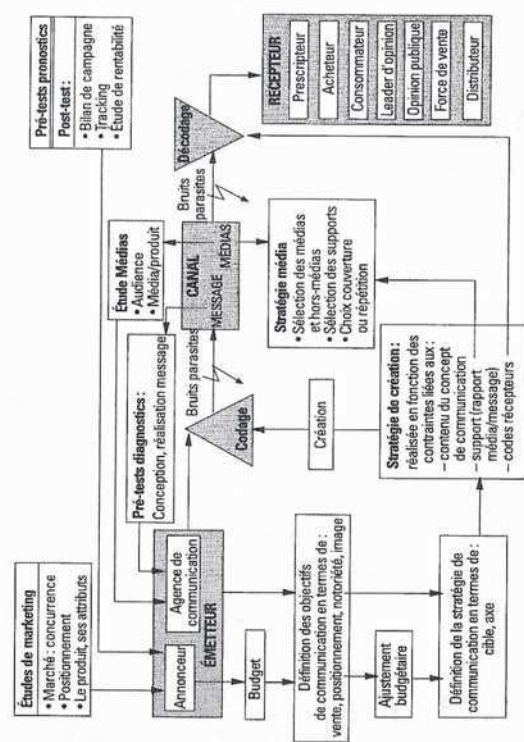 Études de marketing
• Marché : concurrence
• Positionnement
• Le produit, ses attributs
Pré-tests pronostics
Post-test :
• Bilan de campagne
• Tracking
• Étude de rentabilité
Étude Médias
• Audience
• Média/produit
Pré-tests diagnostics :
Conception, réalisation message
Annonceur
Agence de
communication
ÉMETTEUR
Bruits parasites
CANAL
MESSAGE
MÉDIAS
Bruits
parasites
Codage
Décodage
RÉCEPTEUR
Prescripteur
Acheteur
Consommateur
Leader d'opinion
Opinion publique
Force de vente
Distributeur
Budget
Création
Stratégie média
• Sélection des médias
et hors-médias
• Sélection des supports
• Choix couverture
ou répétition
Définition des objectifs
de communication en termes de :
vente, positionnement, notoriété, image
Ajustement
budgétaire
Définition de la stratégie de
communication en termes de :
cible, axe
Stratégie de création :
réalisée en fonction des
contraintes liées aux :
– contenu du concept
de communication
– support (rapport
média/message)
– codes récepteurs